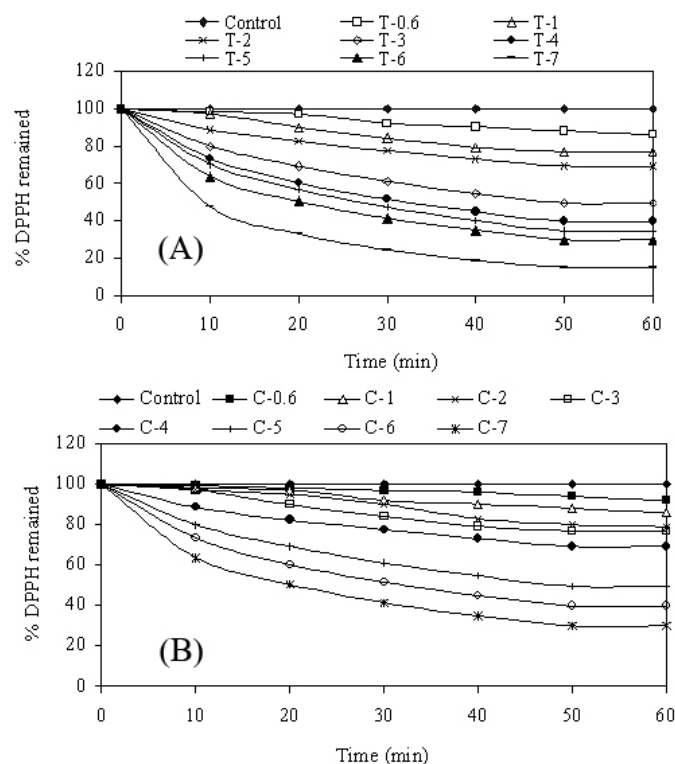 Control T-0.6 T-1
T-2 T-3 T-4
T-5 T-6 T-7
120
100
80
60
40
20
0
% DPPH remained
(A)
0 10 20 30 40 50 60
Time (min)
Control C-0.6 C-1 C-2 C-3
C-4 C-5 C-6 C-7
120
100
80
60
40
20
0
% DPPH remained
(B)
0 10 20 30 40 50 60
Time (min)